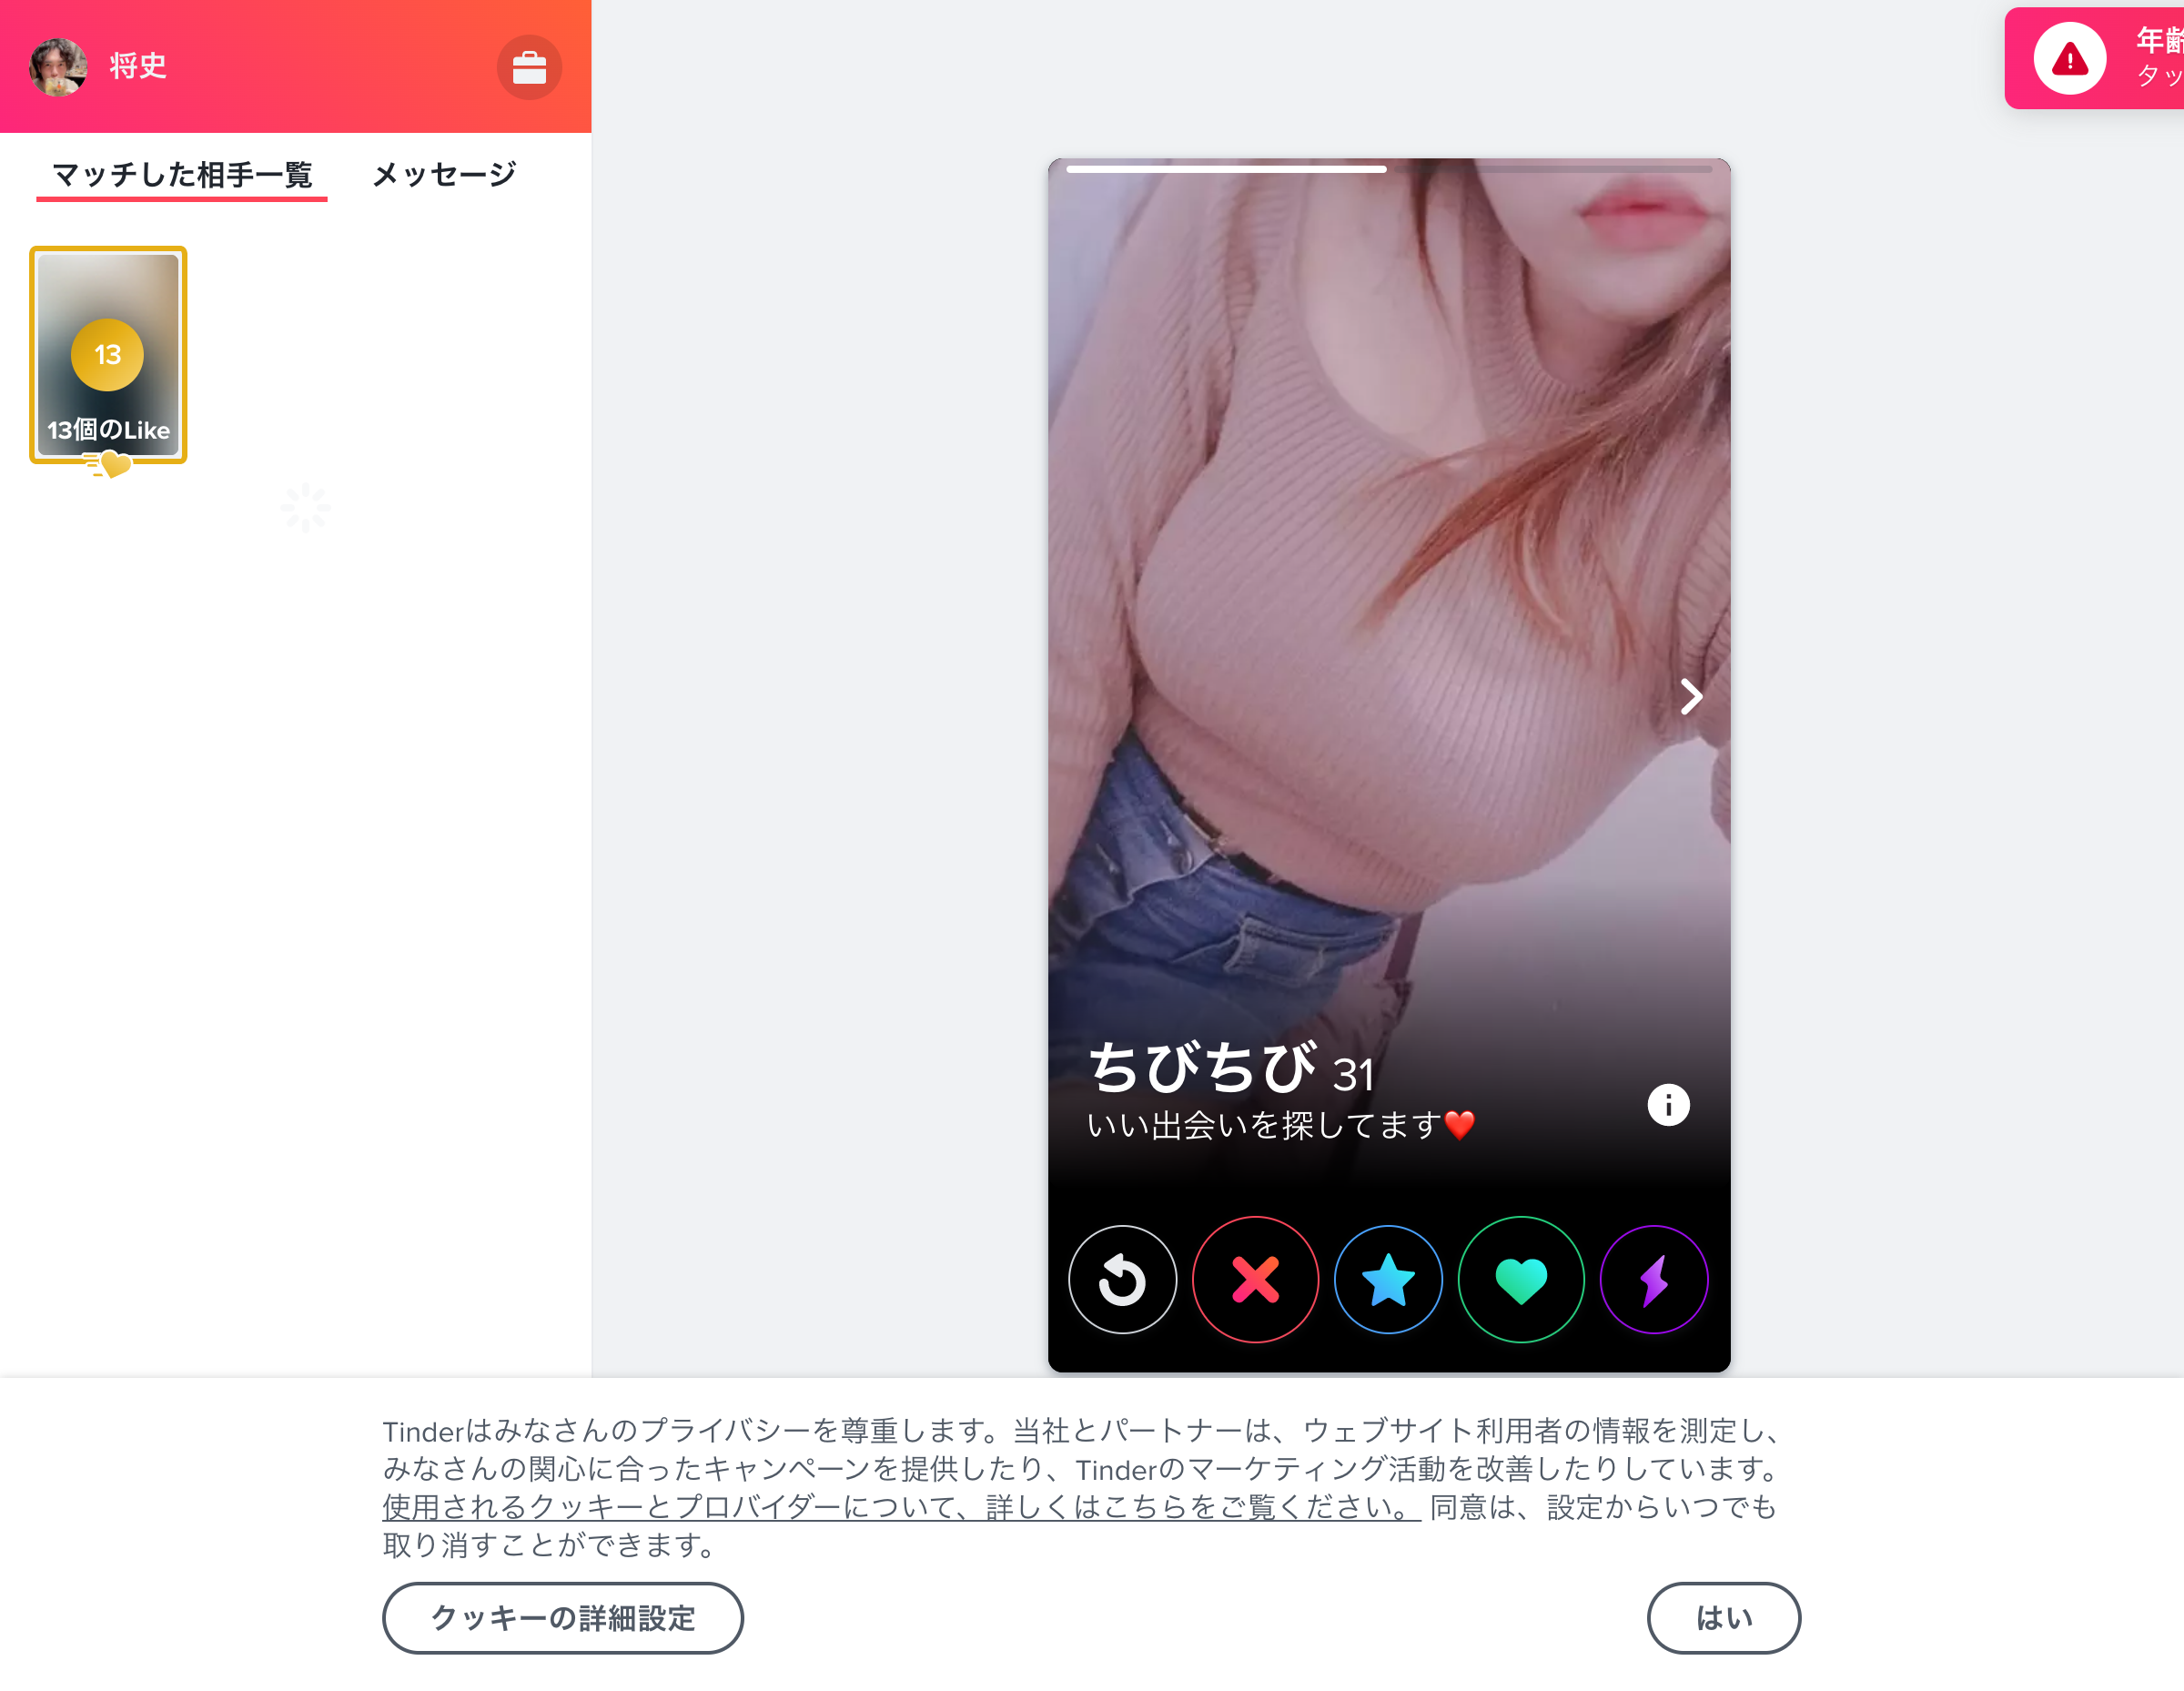 将史
マッチした相手一覧
メッセージ
13
13個のLike
年齢
タッ
ちびちび 31
いい出会いを探してます❤️
Tinderはみなさんのプライバシーを尊重します。当社とパートナーは、ウェブサイト利用者の情報を測定し、
みなさんの関心に合ったキャンペーンを提供したり、Tinderのマーケティング活動を改善したりしています。
使用されるクッキーとプロバイダーについて、詳しくはこちらをご覧ください。 同意は、設定からいつでも
取り消すことができます。
クッキーの詳細設定
はい